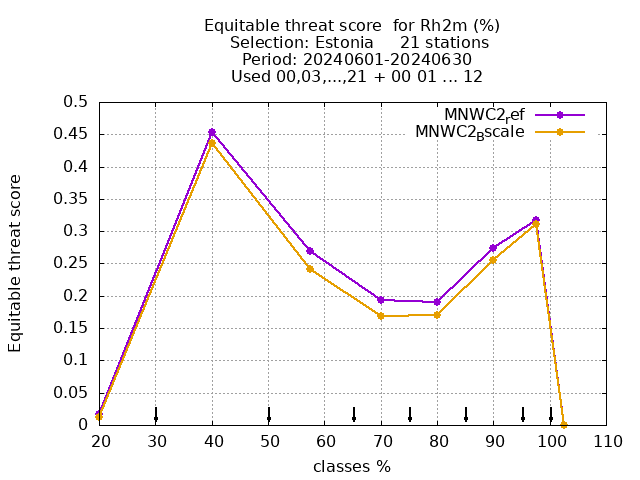 Equitable threat score  for Rh2m (%)
Selection: Estonia     21 stations
Period: 20240601-20240630
Used 00,03,...,21 + 00 01 ... 12
MNWC2ref
MNWC2Bscale
0.5
0.45
0.4
0.35
0.3
0.25
0.2
0.15
0.1
0.05
0
Equitable threat score
20 30 40 50 60 70 80 90 100 110
classes %